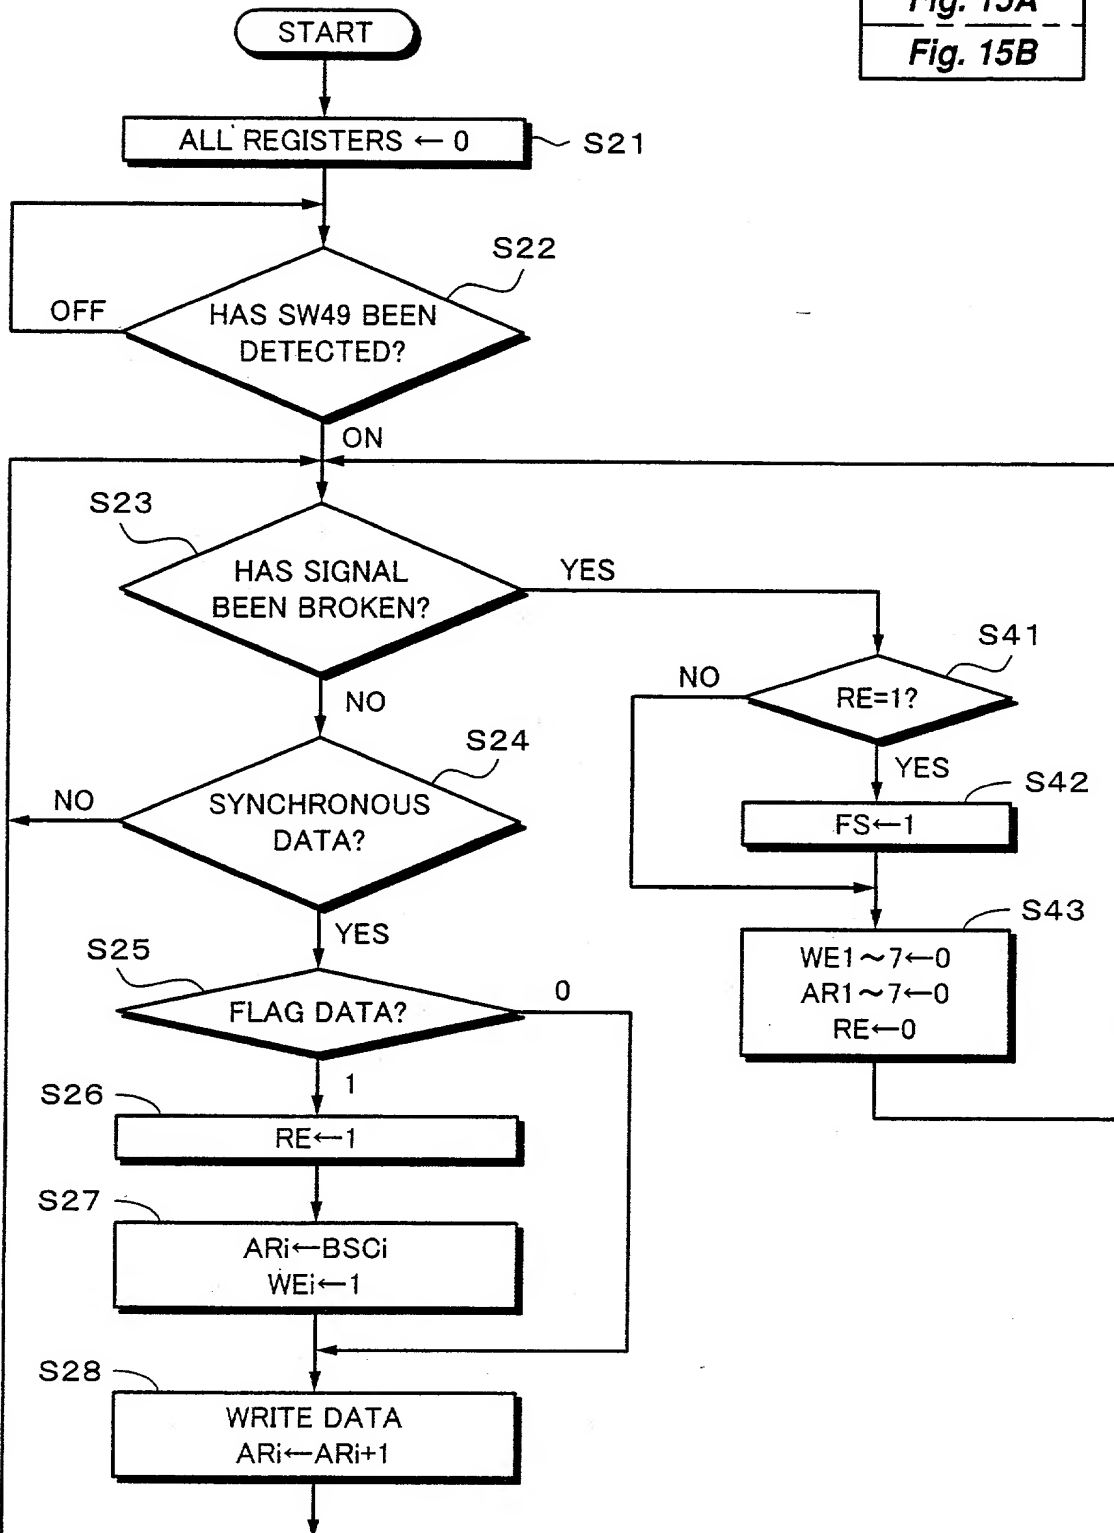 Fig. 15A
Fig. 15B
START
ALL REGISTERS ← 0
S21
S22
OFF
HAS SW49 BEEN
DETECTED?
ON
S23
HAS SIGNAL
BEEN BROKEN?
YES
NO
S41
NO
RE=1?
YES
S42
FS←1
S43
WE1~7←0
AR1~7←0
RE←0
S24
NO
SYNCHRONOUS
DATA?
YES
S25
FLAG DATA?
0
1
S26
RE←1
S27
ARi←BSCi
WEi←1
S28
WRITE DATA
ARi←ARi+1